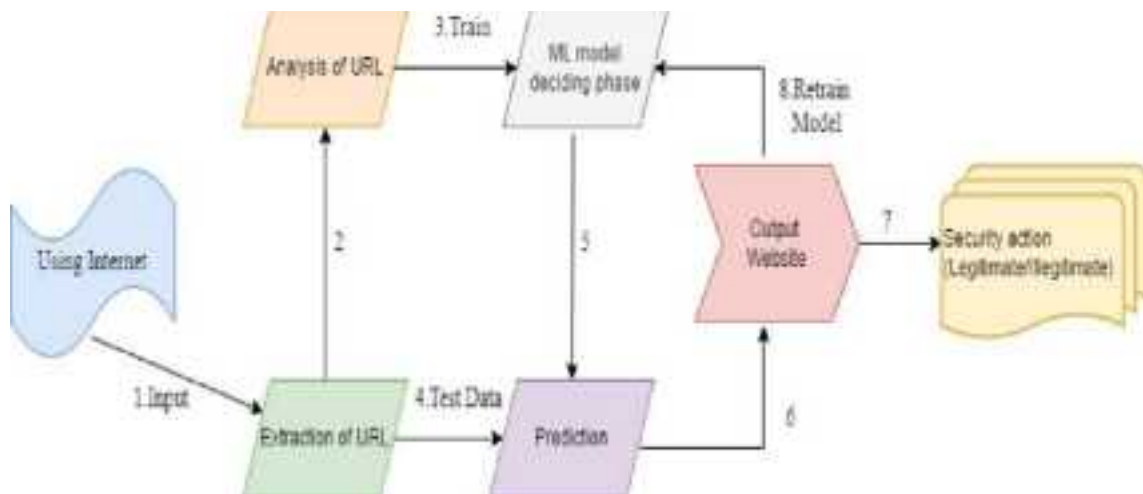 3.Train
Analysis of URL
ML model
deciding phase
8.Retrain
Model
2
5
7
Using Internet
Output
Website
Security action
(Legitimate/Illegitimate)
1.Input
4.Test Data
6
Extraction of URL
Prediction